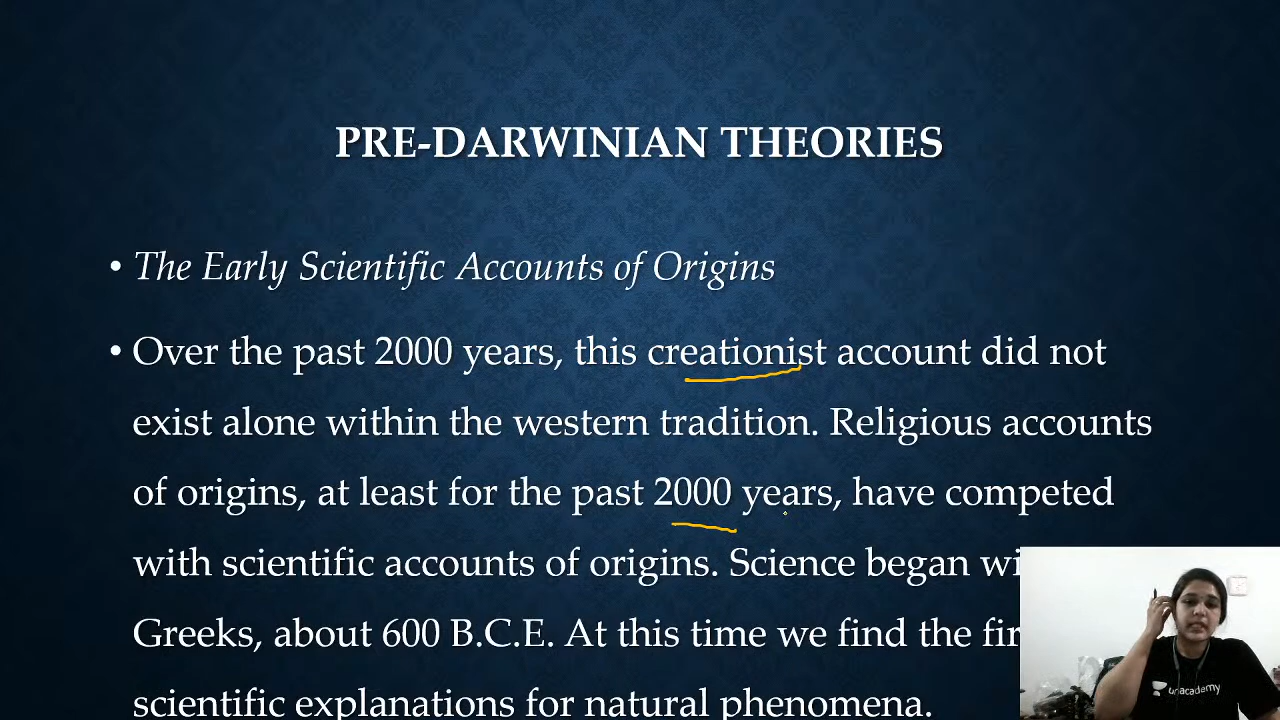 PRE-DARWINIAN THEORIES
• The Early Scientific Accounts of Origins
• Over the past 2000 years, this creationist account did not
exist alone within the western tradition. Religious accounts
of origins, at least for the past 2000 years, have competed
with scientific accounts of origins. Science began
Greeks, about 600 B.C.E. At this time we find the
scientific explanations for natural phenomena.
unacademy